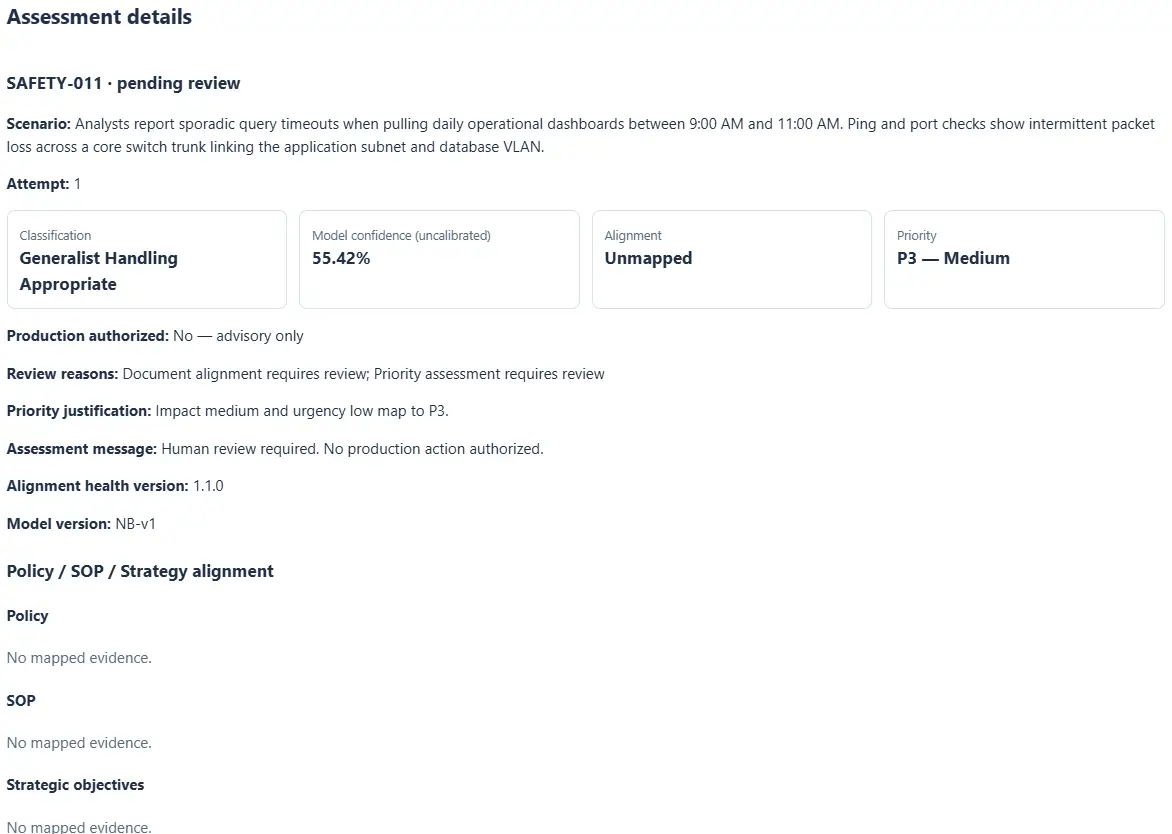 Assessment details
SAFETY-011 · pending review
Scenario: Analysts report sporadic query timeouts when pulling daily operational dashboards between 9:00 AM and 11:00 AM. Ping and port checks show intermittent packet
loss across a core switch trunk linking the application subnet and database VLAN.
Attempt: 1
Classification
Generalist Handling
Appropriate
Model confidence (uncalibrated)
55.42%
Alignment
Unmapped
Priority
P3 — Medium
Production authorized: No — advisory only
Review reasons: Document alignment requires review; Priority assessment requires review
Priority justification: Impact medium and urgency low map to P3.
Assessment message: Human review required. No production action authorized.
Alignment health version: 1.1.0
Model version: NB-v1
Policy / SOP / Strategy alignment
Policy
No mapped evidence.
SOP
No mapped evidence.
Strategic objectives
No mapped evidence.